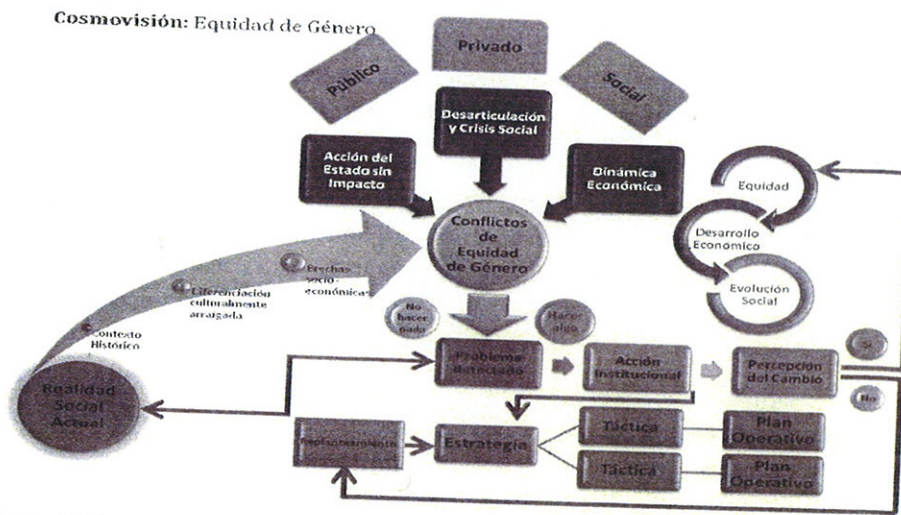 Cosmovisión: Equidad de Género
Público
Privado
Social
Acción del
Estado sin
Impacto
Desarticulación
y Crisis Social
Dinámica
Económica
Conflictos
de
Equidad
de Género
Equidad
Desarrollo
Económico
Evolución
Social
Brechas
socio-
económicas
Diferenciación
culturalmente
arraigada
Contexto
Histórico
Realidad
Social
Actual
No
hacer
nada
Hacer
algo
Problema
detectado
Acción
Institucional
Percepción
del Cambio
Si
No
Replanteamiento
Estrategia
Táctica
Plan
Operativo
Táctica
Plan
Operativo